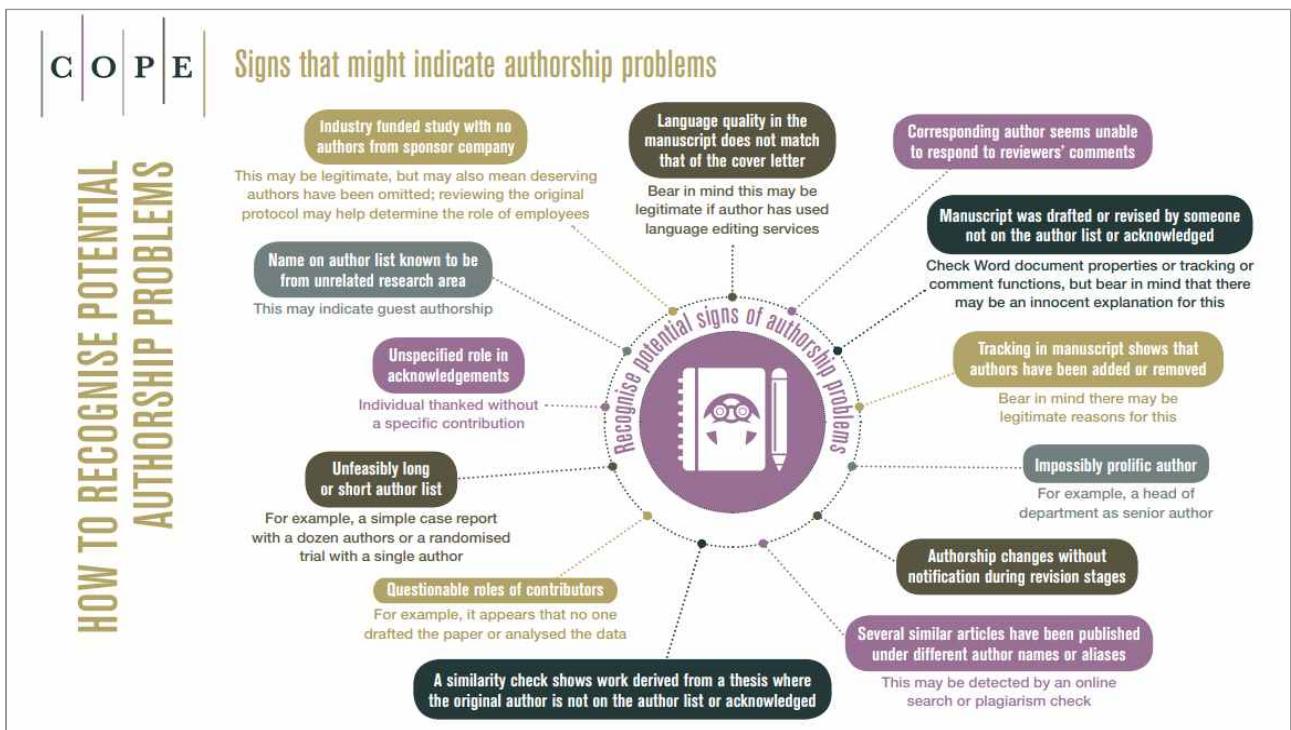 COPE
Signs that might indicate authorship problems
HOW TO RECOGNISE POTENTIAL
AUTHORSHIP PROBLEMS
Industry funded study with no
authors from sponsor company
This may be legitimate, but may also mean deserving
authors have been omitted; reviewing the original
protocol may help determine the role of employees
Language quality in the
manuscript does not match
that of the cover letter
Bear in mind this may be
legitimate if author has used
language editing services
Corresponding author seems unable
to respond to reviewers' comments
Manuscript was drafted or revised by someone
not on the author list or acknowledged
Check Word document properties or tracking or
comment functions, but bear in mind that there
may be an innocent explanation for this
Name on author list known to be
from unrelated research area
This may indicate guest authorship
Tracking in manuscript shows that
authors have been added or removed
Bear in mind there may be
legitimate reasons for this
Unspecified role in
acknowledgements
Individual thanked without
a specific contribution
Recognise potential signs of authorship problems
Impossibly prolific author
For example, a head of
department as senior author
Unfeasibly long
or short author list
For example, a simple case report
with a dozen authors or a randomised
trial with a single author
Authorship changes without
notification during revision stages
Questionable roles of contributors
For example, it appears that no one
drafted the paper or analysed the data
Several similar articles have been published
under different author names or aliases
This may be detected by an online
search or plagiarism check
A similarity check shows work derived from a thesis where
the original author is not on the author list or acknowledged